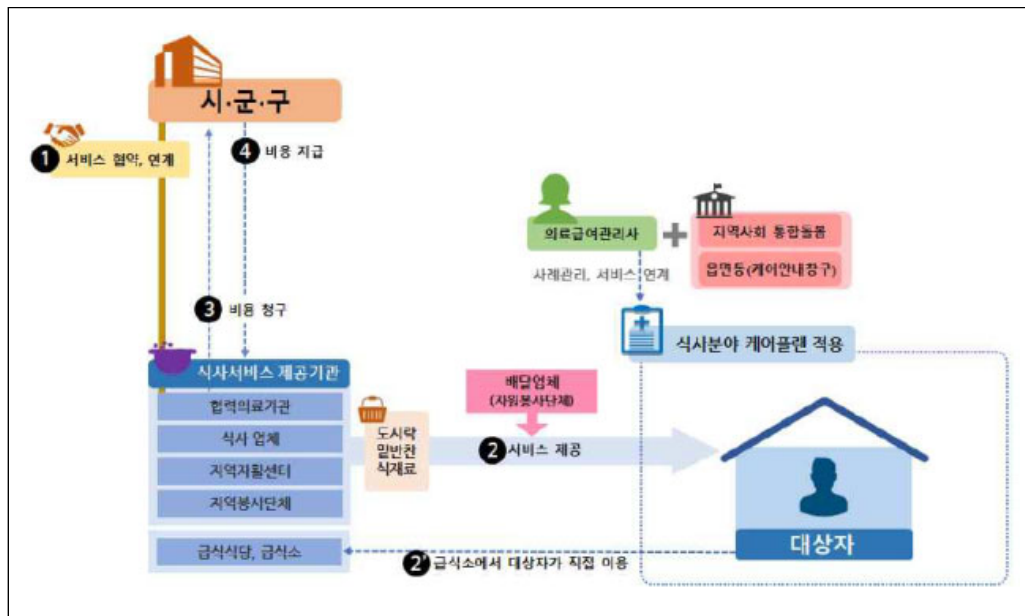 시·군·구
1 서비스 협약, 연계
4 비용 지급
의료급여관리사
지역사회 통합돌봄
읍면동(케어안내창구)
사례관리, 서비스 연계
3 비용 청구
식사분야 케어플랜 적용
식사서비스 제공기관
협력의료기관
식사 업체
지역자활센터
지역봉사단체
급식식당, 급식소
도시락
밑반찬
식재료
배달업체
(자원봉사단체)
2 서비스 제공
대상자
2' 급식소에서 대상자가 직접 이용